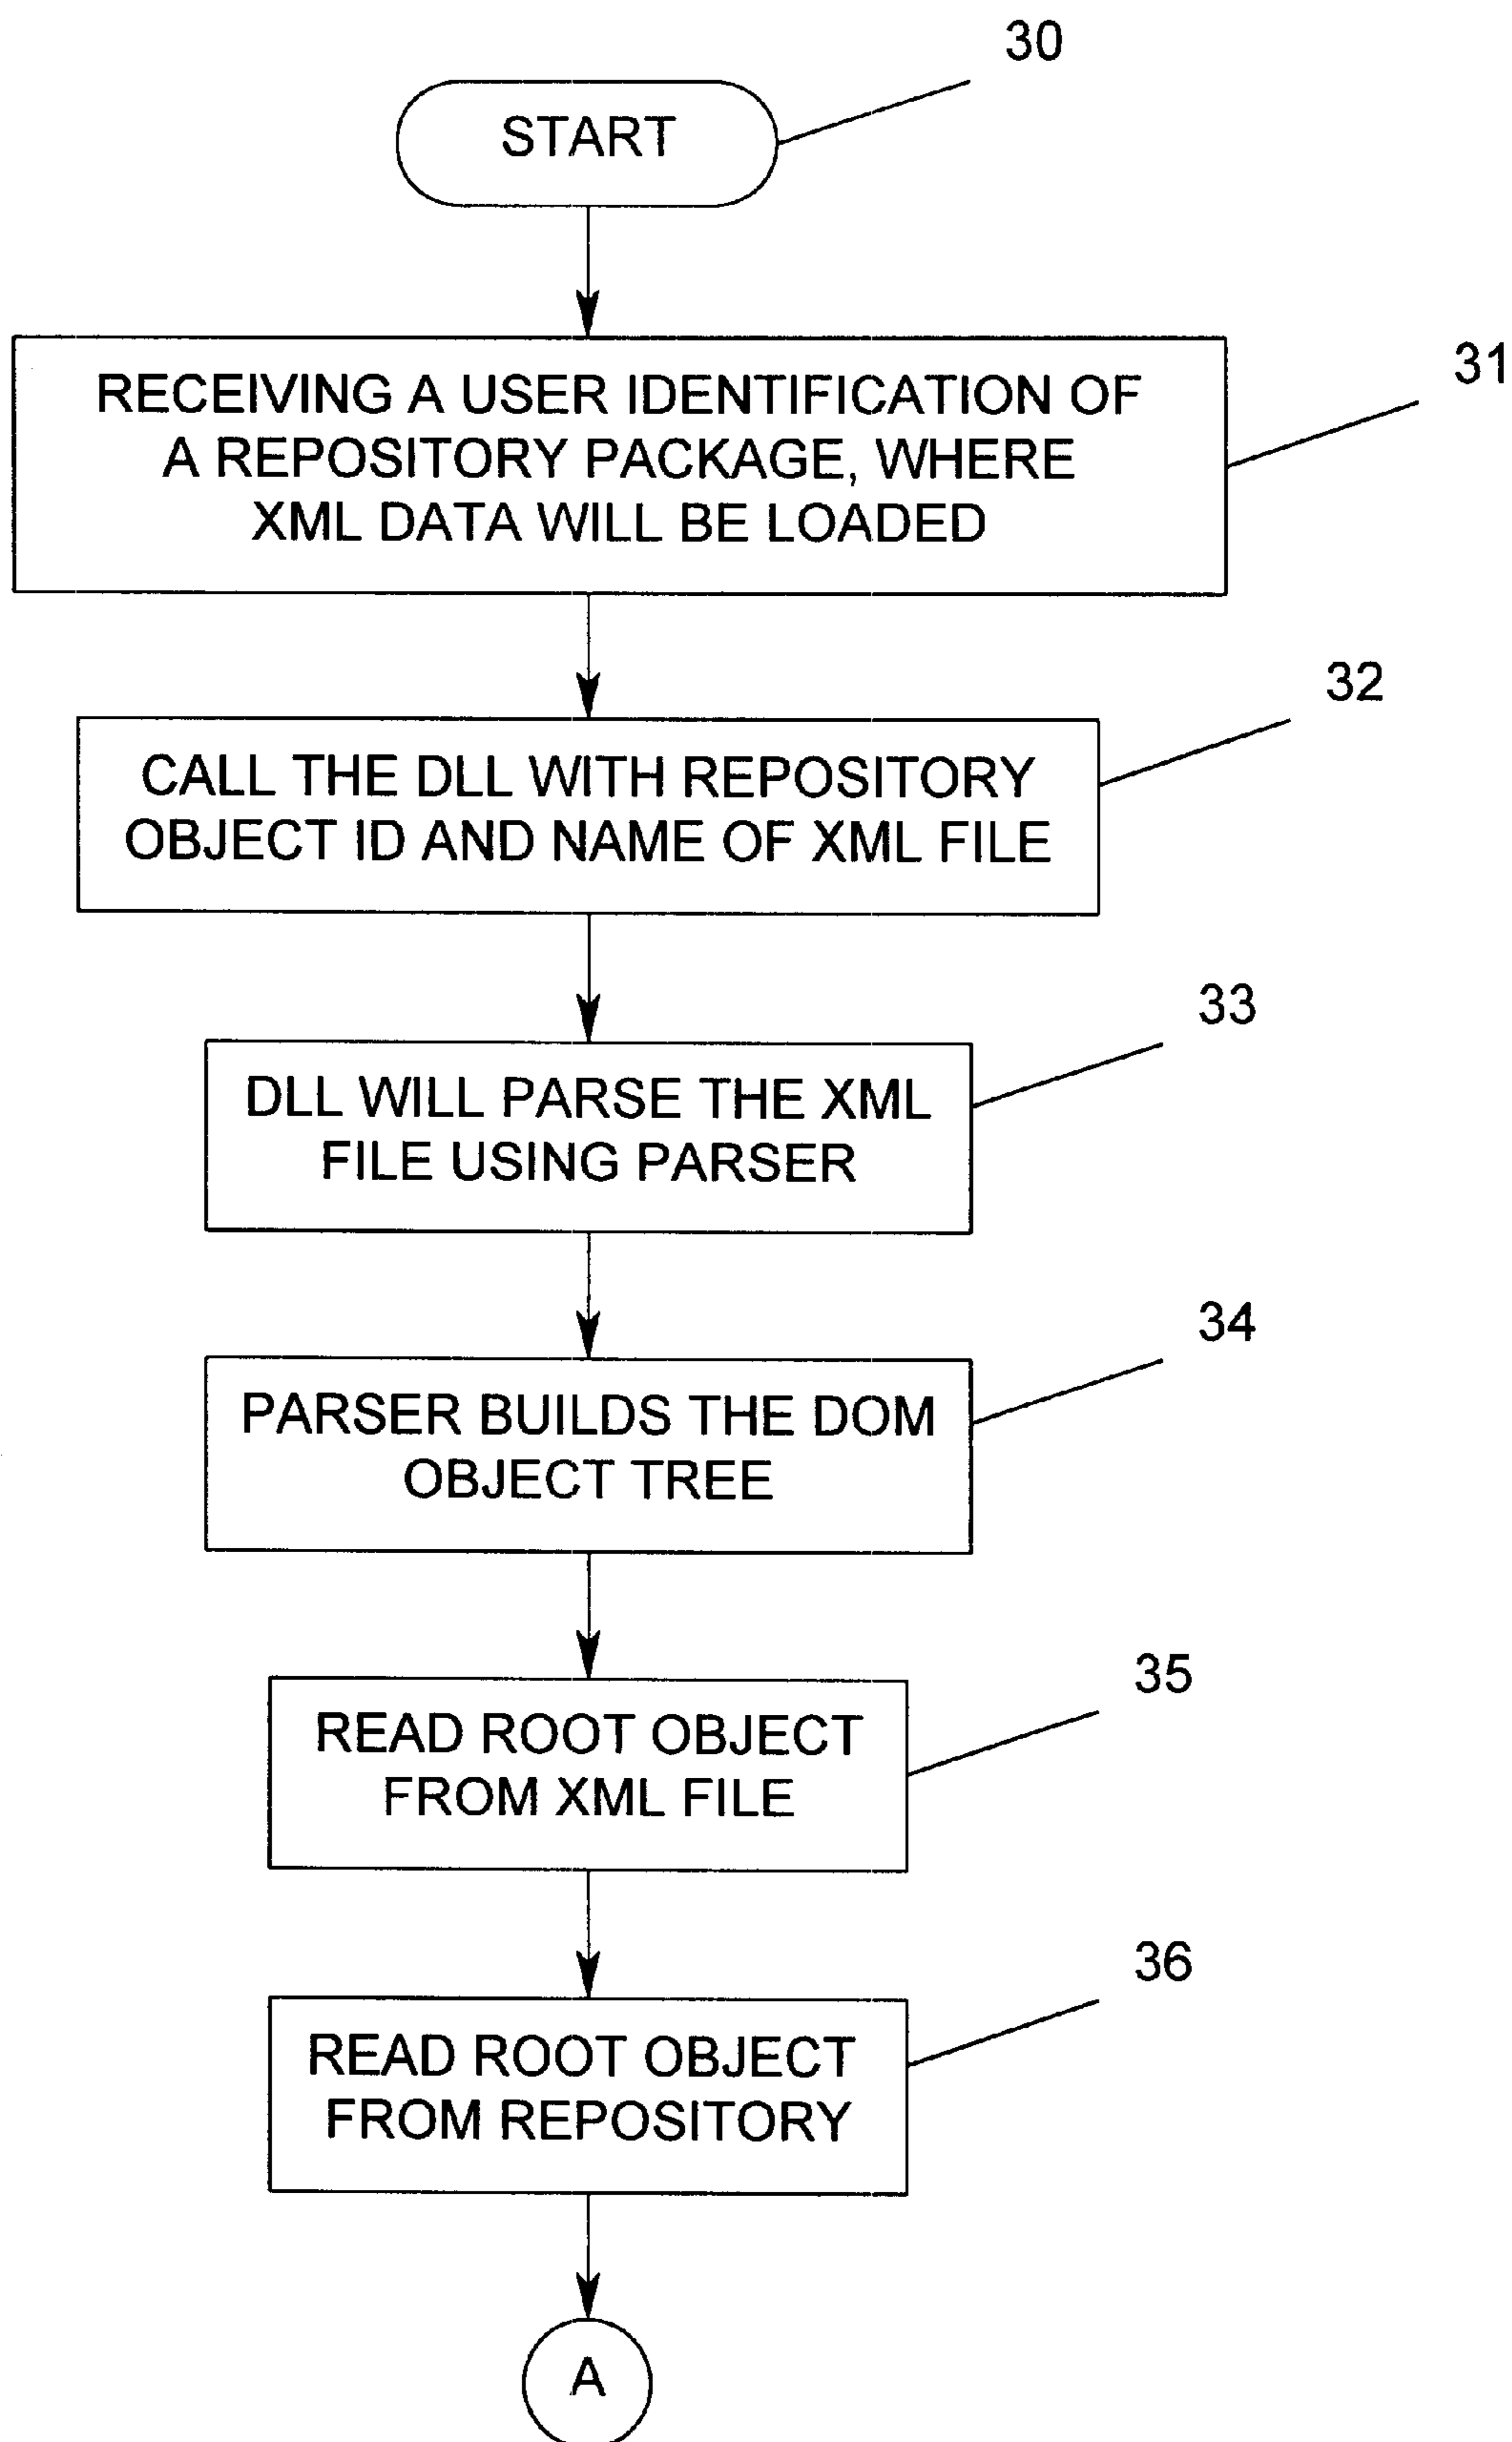 30
START
31
RECEIVING A USER IDENTIFICATION OF
A REPOSITORY PACKAGE, WHERE
XML DATA WILL BE LOADED
32
CALL THE DLL WITH REPOSITORY
OBJECT ID AND NAME OF XML FILE
33
DLL WILL PARSE THE XML
FILE USING PARSER
34
PARSER BUILDS THE DOM
OBJECT TREE
35
READ ROOT OBJECT
FROM XML FILE
36
READ ROOT OBJECT
FROM REPOSITORY
A